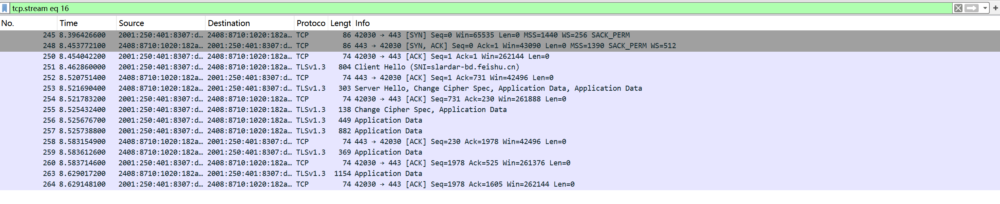 tcp.stream eq 16
No. Time Source Destination Protoco Lengt Info
245 8.396426600 2001:250:401:8307:d… 2408:8710:1020:182a… TCP 86 42030 → 443 [SYN] Seq=0 Win=65535 Len=0 MSS=1440 WS=256 SACK_PERM
248 8.453772100 2408:8710:1020:182a… 2001:250:401:8307:d… TCP 86 443 → 42030 [SYN, ACK] Seq=0 Ack=1 Win=43090 Len=0 MSS=1390 SACK_PERM WS=512
250 8.454042200 2001:250:401:8307:d… 2408:8710:1020:182a… TCP 74 42030 → 443 [ACK] Seq=1 Ack=1 Win=262144 Len=0
251 8.462860000 2001:250:401:8307:d… 2408:8710:1020:182a… TLSv1.3 804 Client Hello (SNI=slardar-bd.feishu.cn)
252 8.520751400 2408:8710:1020:182a… 2001:250:401:8307:d… TCP 74 443 → 42030 [ACK] Seq=1 Ack=731 Win=42496 Len=0
253 8.521690400 2408:8710:1020:182a… 2001:250:401:8307:d… TLSv1.3 303 Server Hello, Change Cipher Spec, Application Data, Application Data
254 8.521783200 2001:250:401:8307:d… 2408:8710:1020:182a… TCP 74 42030 → 443 [ACK] Seq=731 Ack=230 Win=261888 Len=0
255 8.525432400 2001:250:401:8307:d… 2408:8710:1020:182a… TLSv1.3 138 Change Cipher Spec, Application Data
256 8.525676700 2001:250:401:8307:d… 2408:8710:1020:182a… TLSv1.3 449 Application Data
257 8.525738800 2001:250:401:8307:d… 2408:8710:1020:182a… TLSv1.3 882 Application Data
258 8.583154900 2408:8710:1020:182a… 2001:250:401:8307:d… TCP 74 443 → 42030 [ACK] Seq=230 Ack=1978 Win=42496 Len=0
259 8.583612600 2408:8710:1020:182a… 2001:250:401:8307:d… TLSv1.3 369 Application Data
260 8.583714600 2001:250:401:8307:d… 2408:8710:1020:182a… TCP 74 42030 → 443 [ACK] Seq=1978 Ack=525 Win=261376 Len=0
263 8.629017200 2408:8710:1020:182a… 2001:250:401:8307:d… TLSv1.3 1154 Application Data
264 8.629148100 2001:250:401:8307:d… 2408:8710:1020:182a… TCP 74 42030 → 443 [ACK] Seq=1978 Ack=1605 Win=262144 Len=0